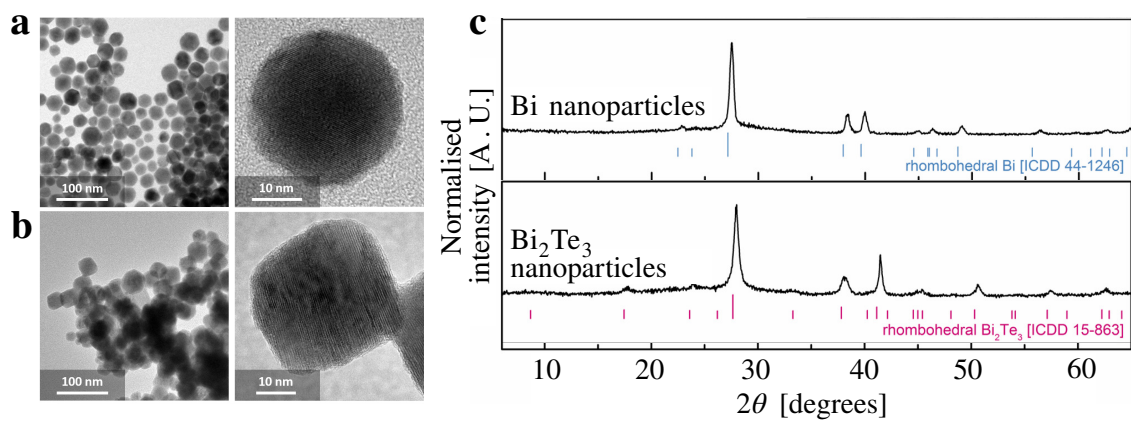 a
100 nm
10 nm
b
100 nm
10 nm
c
Normalised
intensity [A. U.]
Bi nanoparticles
rhombohedral Bi [ICDD 44-1246]
Bi₂Te₃
nanoparticles
rhombohedral Bi₂Te₃ [ICDD 15-863]
10 20 30 40 50 60
2θ [degrees]